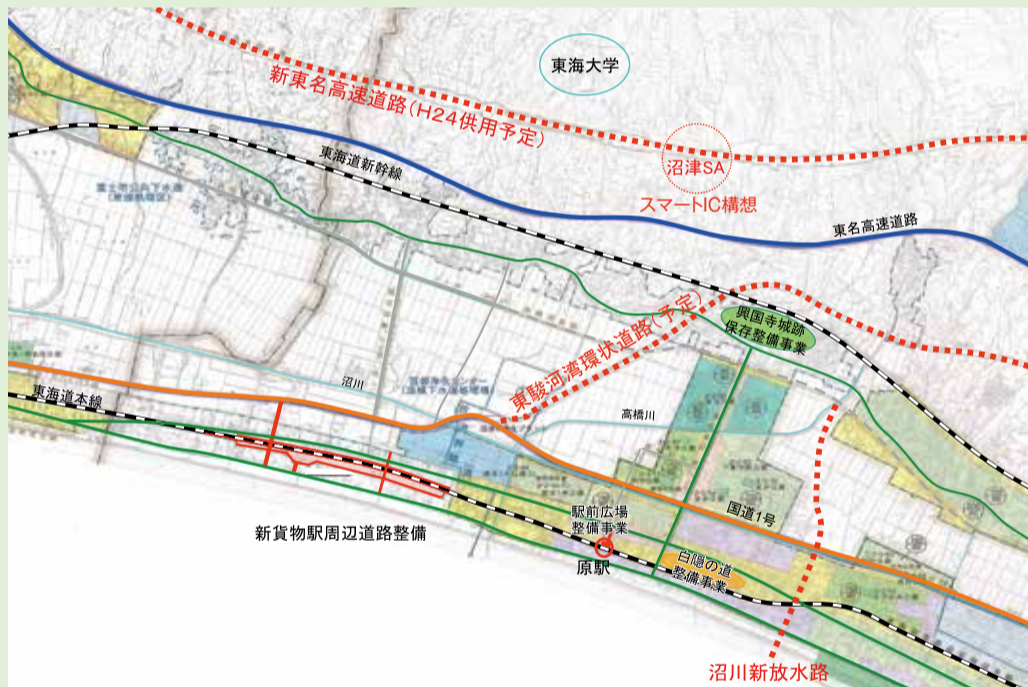 東海大学
新東名高速道路(H24供用予定)
沼津SA
スマートIC構想
東海道新幹線
東名高速道路
興国寺城跡
保存整備事業
東駿河湾環状道路(予定)
沼川
高橋川
東海道本線
国道1号
駅前広場
整備事業
新貨物駅周辺道路整備
原駅
白隠の道
整備事業
沼川新放水路